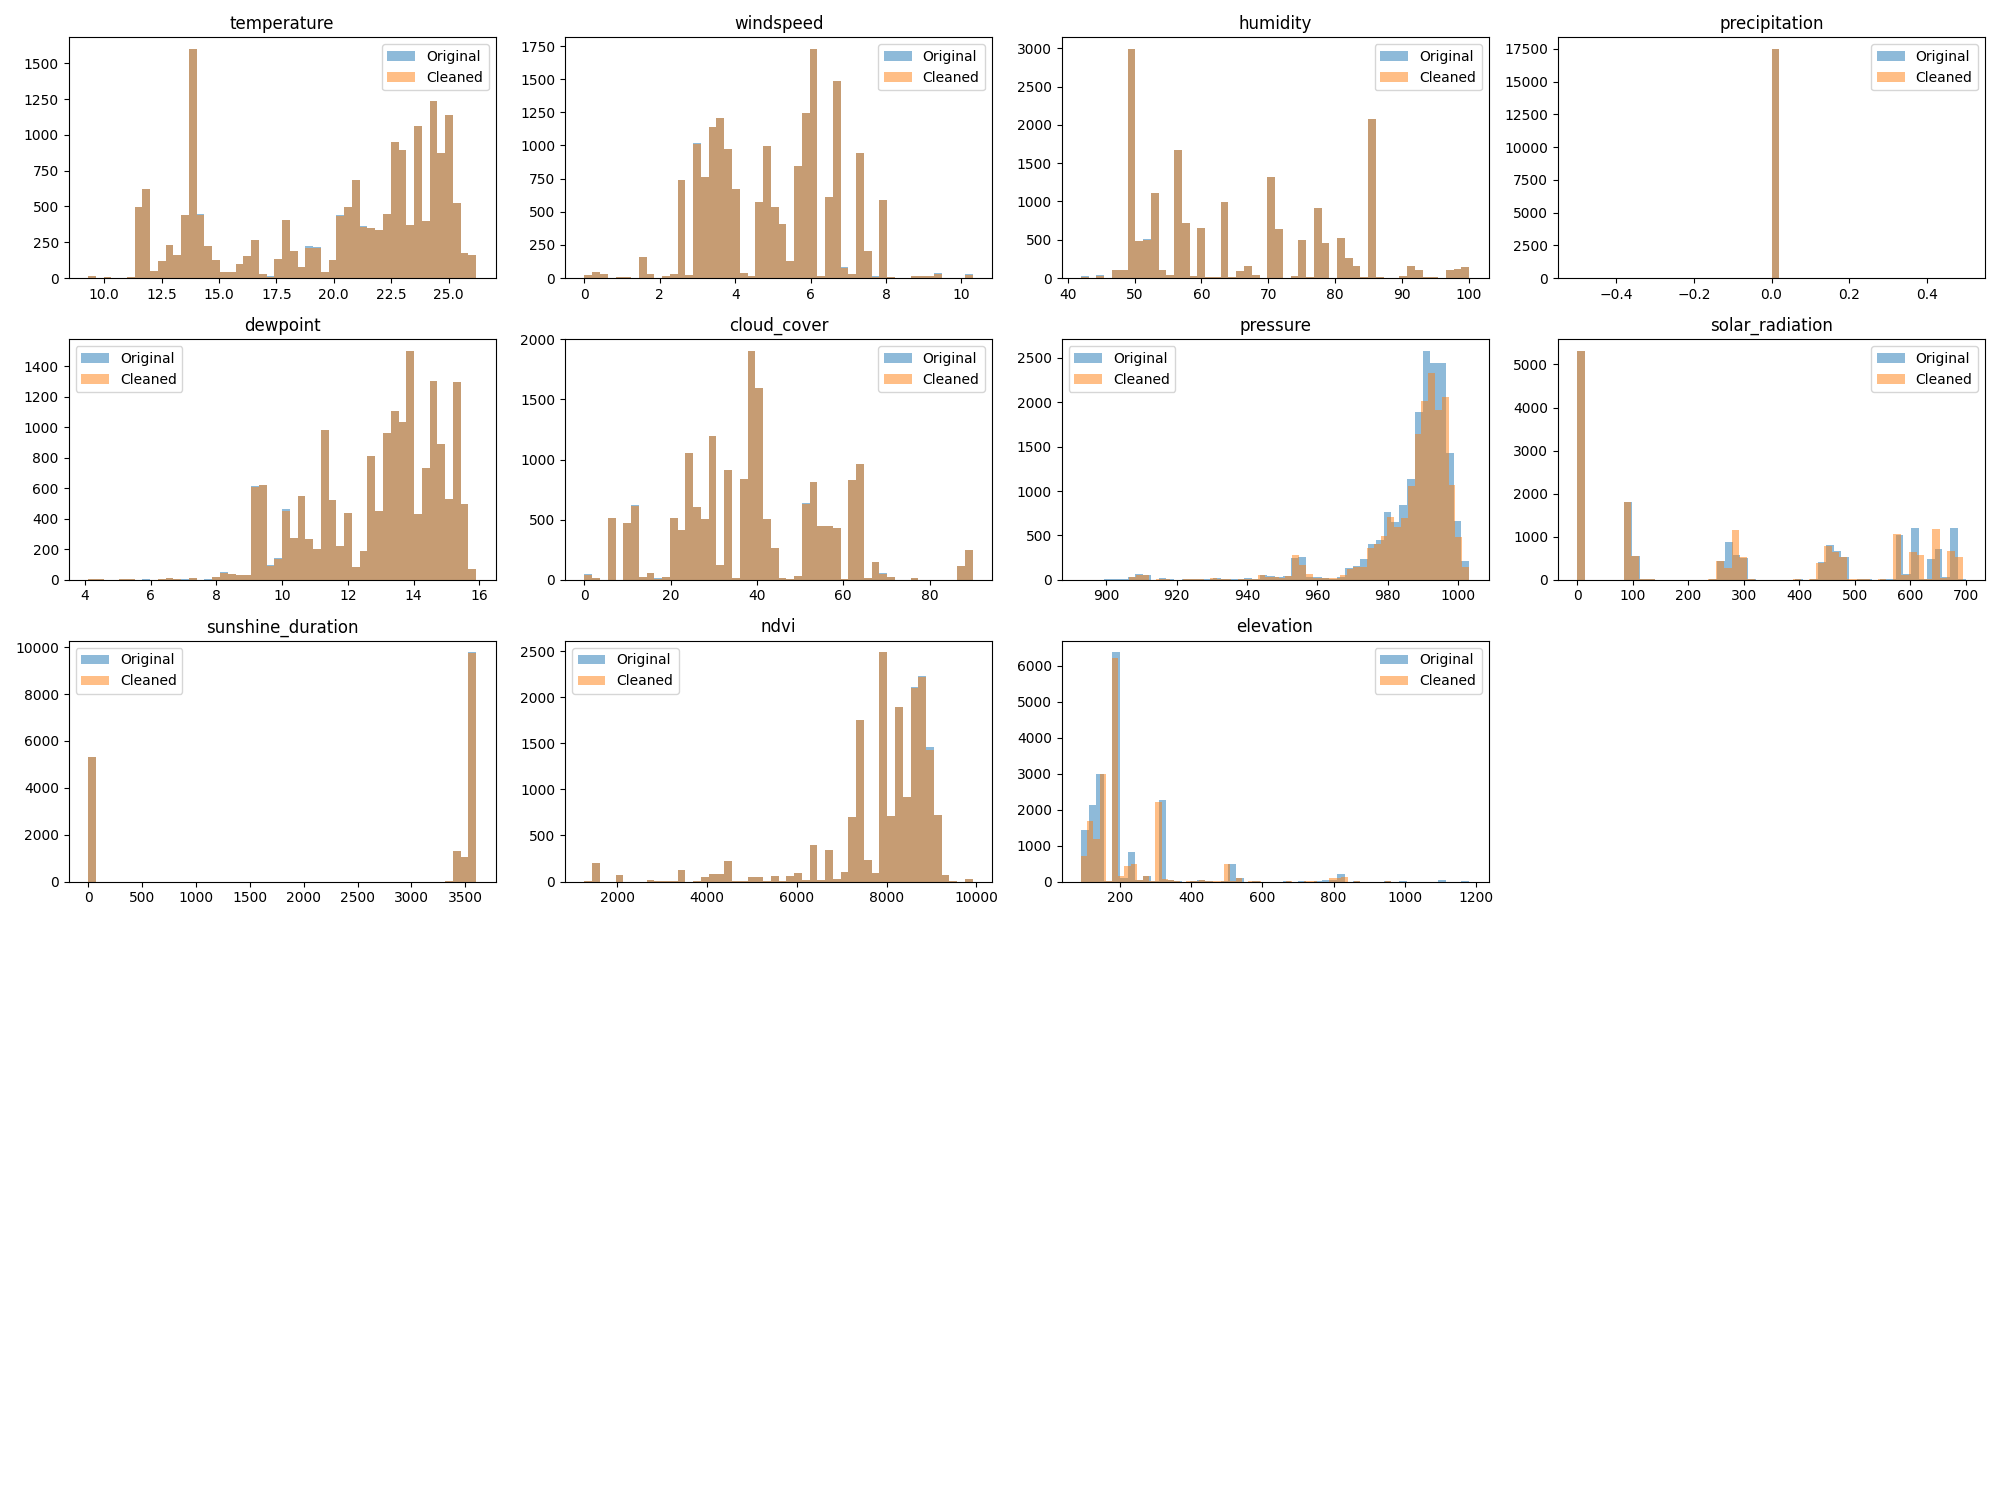 temperature
Original
Cleaned
1500
1250
1000
750
500
250
0
10.0 12.5 15.0 17.5 20.0 22.5 25.0
windspeed
Original
Cleaned
1750
1500
1250
1000
750
500
250
0
0 2 4 6 8 10
humidity
Original
Cleaned
3000
2500
2000
1500
1000
500
0
40 50 60 70 80 90 100
precipitation
Original
Cleaned
17500
15000
12500
10000
7500
5000
2500
0
−0.4 −0.2 0.0 0.2 0.4
dewpoint
Original
Cleaned
1400
1200
1000
800
600
400
200
0
4 6 8 10 12 14 16
cloud_cover
Original
Cleaned
2000
1500
1000
500
0
0 20 40 60 80
pressure
Original
Cleaned
2500
2000
1500
1000
500
0
900 920 940 960 980 1000
solar_radiation
Original
Cleaned
5000
4000
3000
2000
1000
0
0 100 200 300 400 500 600 700
sunshine_duration
Original
Cleaned
10000
8000
6000
4000
2000
0
0 500 1000 1500 2000 2500 3000 3500
ndvi
Original
Cleaned
2500
2000
1500
1000
500
0
2000 4000 6000 8000 10000
elevation
Original
Cleaned
6000
5000
4000
3000
2000
1000
0
200 400 600 800 1000 1200